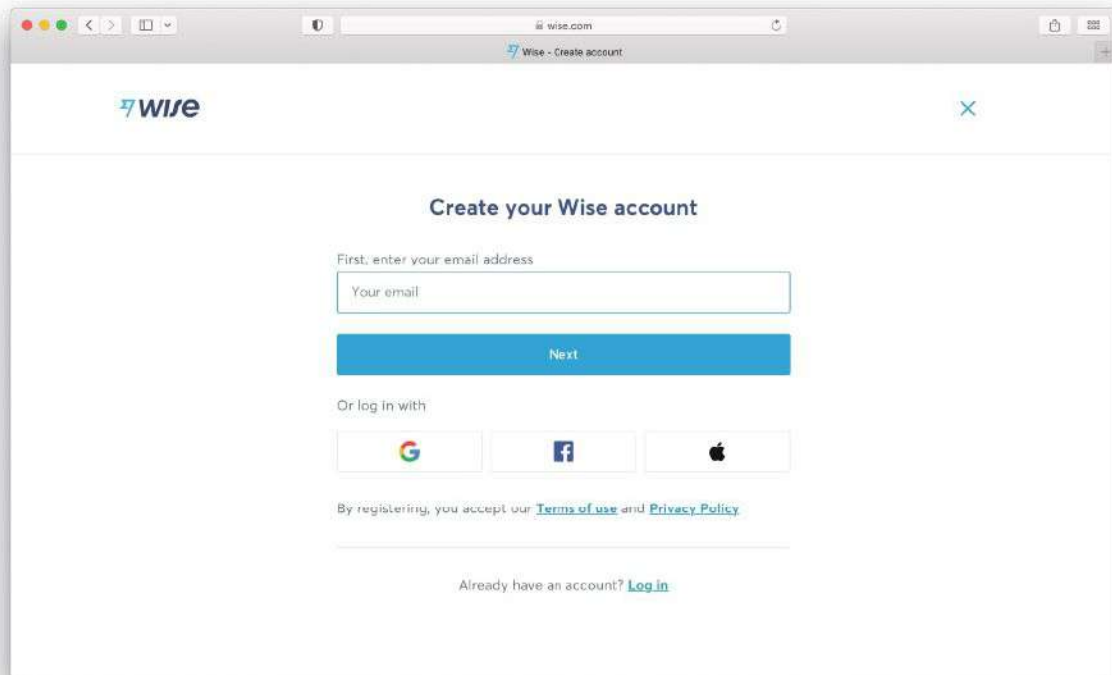 wise.com
Wise - Create account
wise
Create your Wise account
First, enter your email address
Your email
Next
Or log in with
By registering, you accept our Terms of use and Privacy Policy
Already have an account? Log in